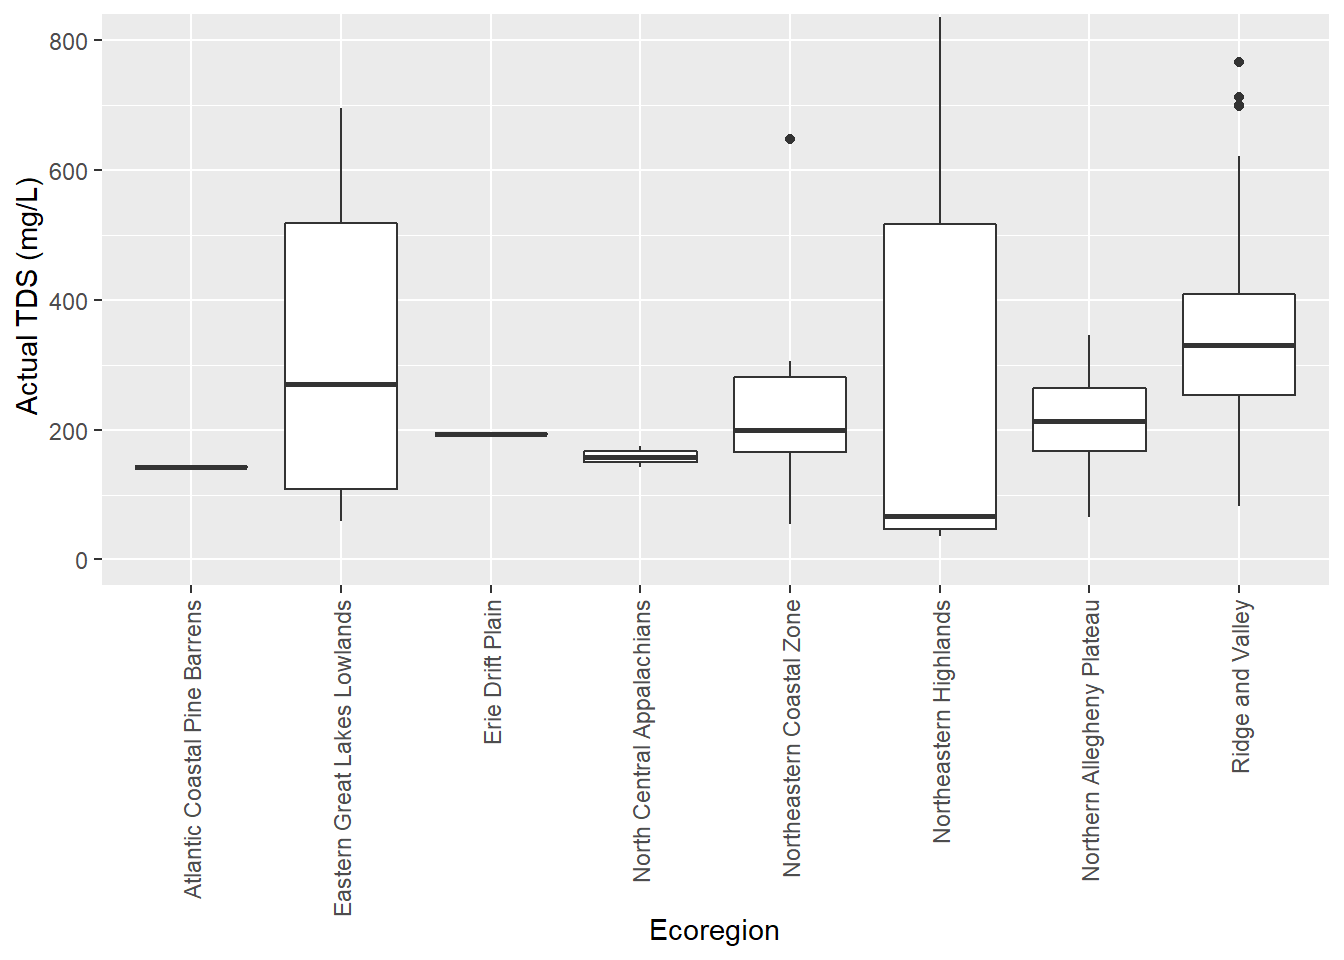 Actual TDS (mg/L)
800
600
400
200
0
Atlantic Coastal Pine Barrens
Eastern Great Lakes Lowlands
Erie Drift Plain
North Central Appalachians
Northeastern Coastal Zone
Northeastern Highlands
Northern Allegheny Plateau
Ridge and Valley
Ecoregion